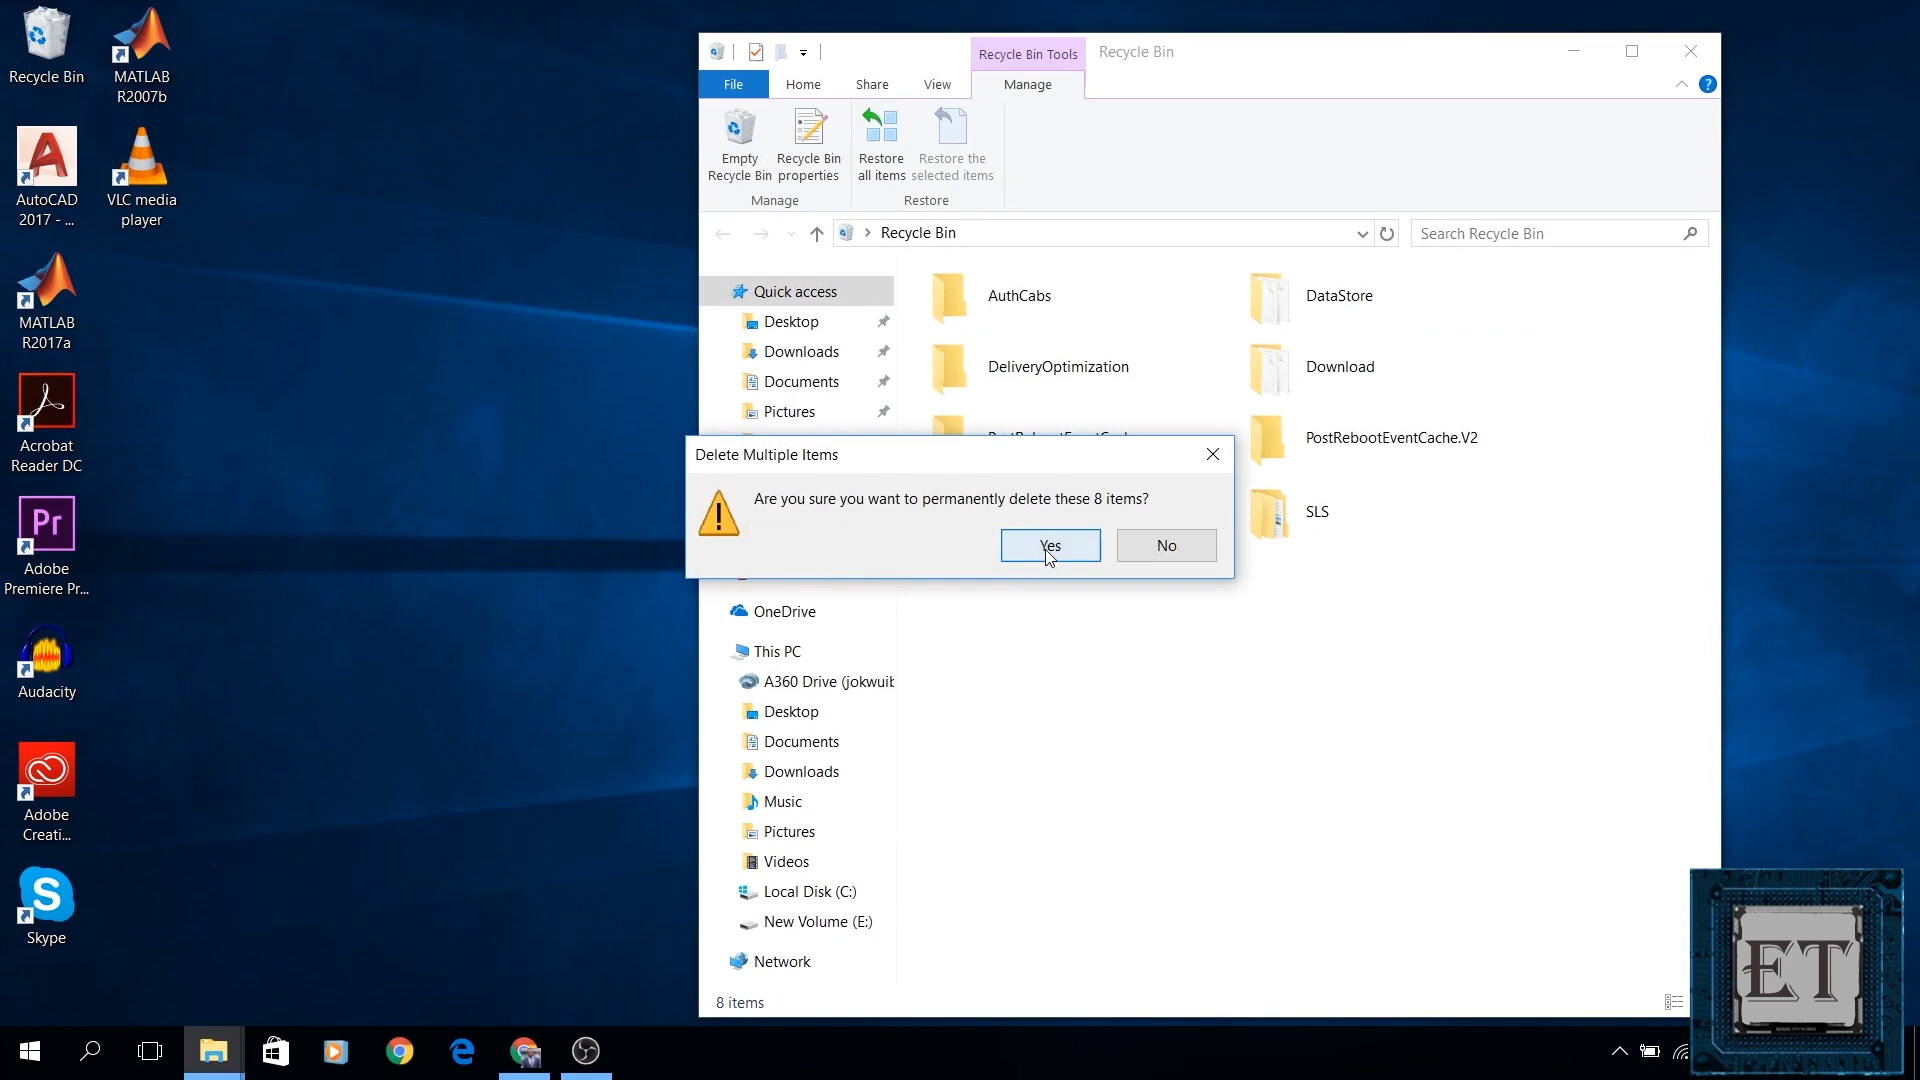 Recycle Bin
MATLAB
R2007b
AutoCAD
2017 - ...
VLC media
player
MATLAB
R2017a
Acrobat
Reader DC
Pr
Adobe
Premiere Pr...
Audacity
Adobe
Creati...
Skype
Recycle Bin Tools
Recycle Bin
File
Home
Share
View
Manage
Empty
Recycle Bin
Recycle Bin
properties
Restore
all items
Restore the
selected items
Manage
Restore
Recycle Bin
Search Recycle Bin
Quick access
Desktop
Downloads
Documents
Pictures
OneDrive
This PC
A360 Drive (jokwuib
Desktop
Documents
Downloads
Music
Pictures
Videos
Local Disk (C:)
New Volume (E:)
Network
AuthCabs
DataStore
DeliveryOptimization
Download
PostRebootEventCache.V2
SLS
Delete Multiple Items
Are you sure you want to permanently delete these 8 items?
Yes
No
8 items
ET